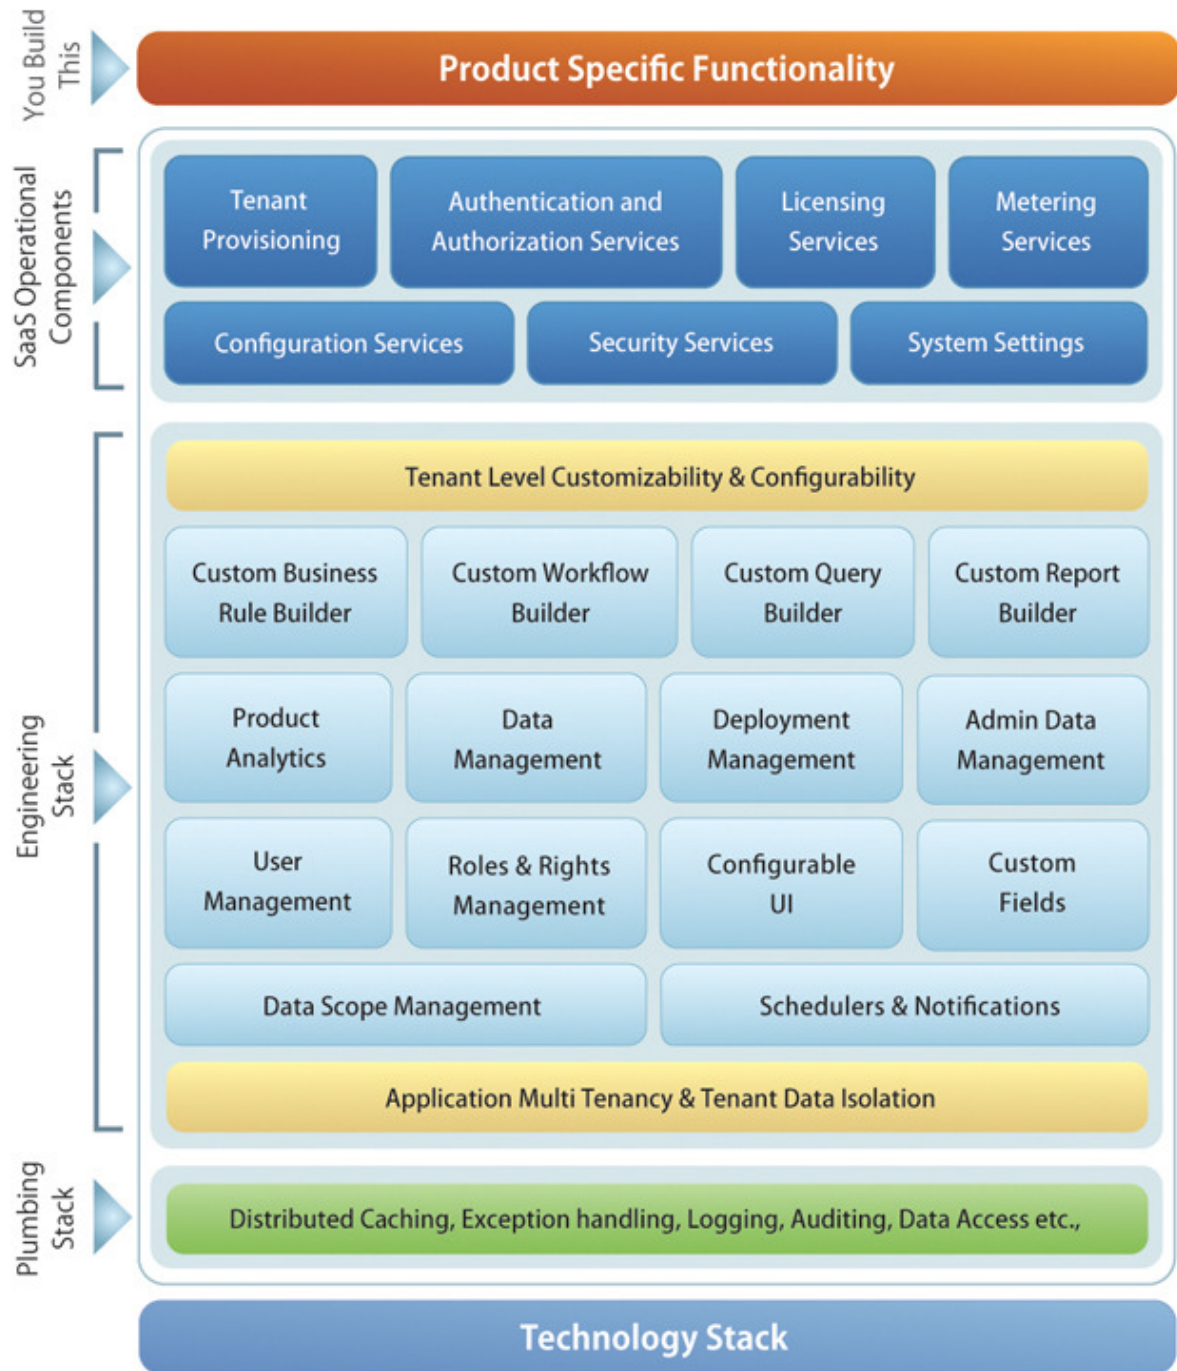 You Build
This
Product Specific Functionality
SaaS Operational
Components
Tenant
Provisioning
Authentication and
Authorization Services
Licensing
Services
Metering
Services
Configuration Services
Security Services
System Settings
Engineering
Stack
Tenant Level Customizability & Configurability
Custom Business
Rule Builder
Custom Workflow
Builder
Custom Query
Builder
Custom Report
Builder
Product
Analytics
Data
Management
Deployment
Management
Admin Data
Management
User
Management
Roles & Rights
Management
Configurable
UI
Custom
Fields
Data Scope Management
Schedulers & Notifications
Application Multi Tenancy & Tenant Data Isolation
Plumbing
Stack
Distributed Caching, Exception handling, Logging, Auditing, Data Access etc.,
Technology Stack